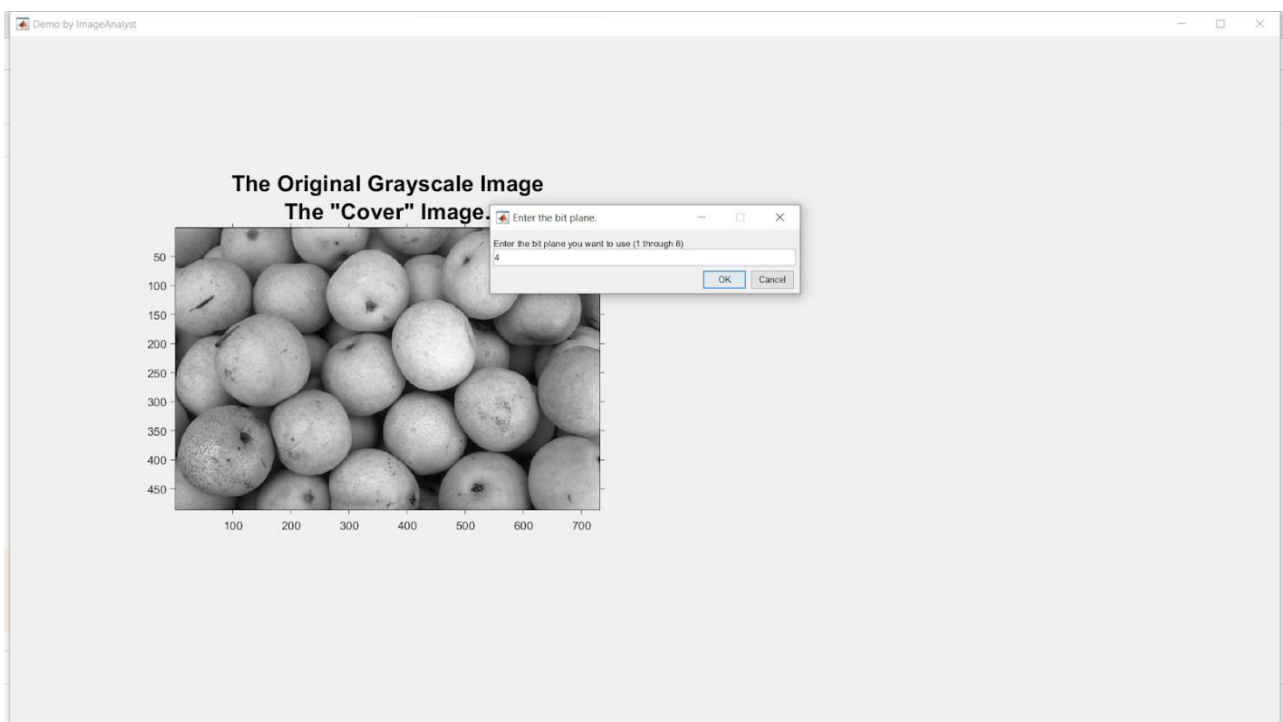 Demo by ImageAnalyst
The Original Grayscale Image
The "Cover" Image.
Enter the bit plane.
Enter the bit plane you want to use (1 through 8)
4
OK Cancel
50
100
150
200
250
300
350
400
450
100 200 300 400 500 600 700